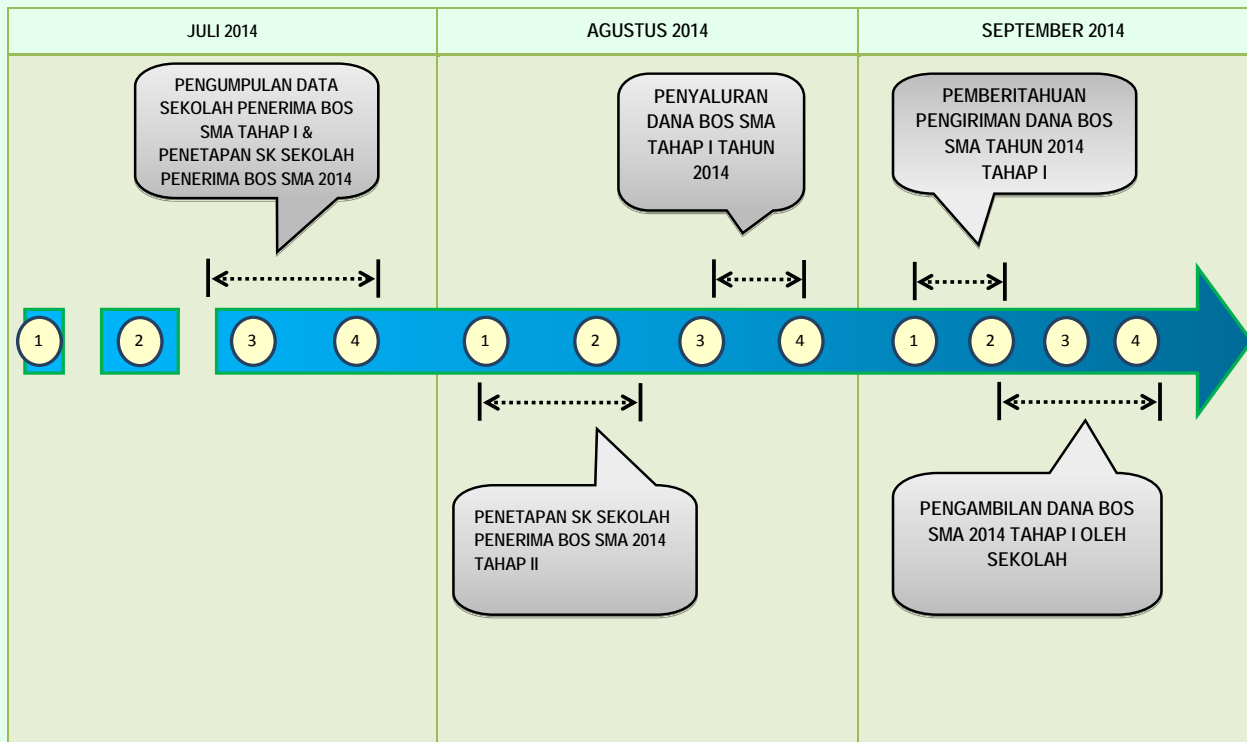 JULI 2014
AGUSTUS 2014
SEPTEMBER 2014
PENGUMPULAN DATA
SEKOLAH PENERIMA BOS
SMA TAHAP I &
PENETAPAN SK SEKOLAH
PENERIMA BOS SMA 2014
PENYALURAN
DANA BOS SMA
TAHAP I TAHUN
2014
PEMBERITAHUAN
PENGIRIMAN DANA BOS
SMA TAHUN 2014
TAHAP I
1
2
3
4
1
2
3
4
1
2
3
4
PENETAPAN SK SEKOLAH
PENERIMA BOS SMA 2014
TAHAP II
PENGAMBILAN DANA BOS
SMA 2014 TAHAP I OLEH
SEKOLAH